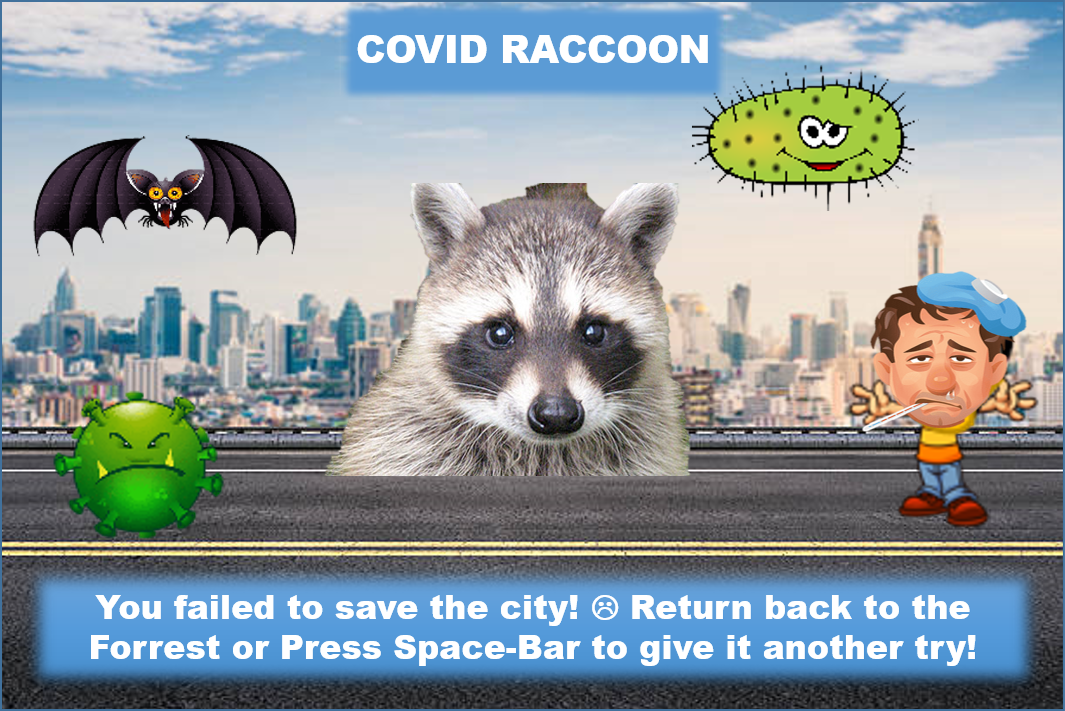 COVID RACCOON
You failed to save the city! ☹ Return back to the
Forrest or Press Space-Bar to give it another try!